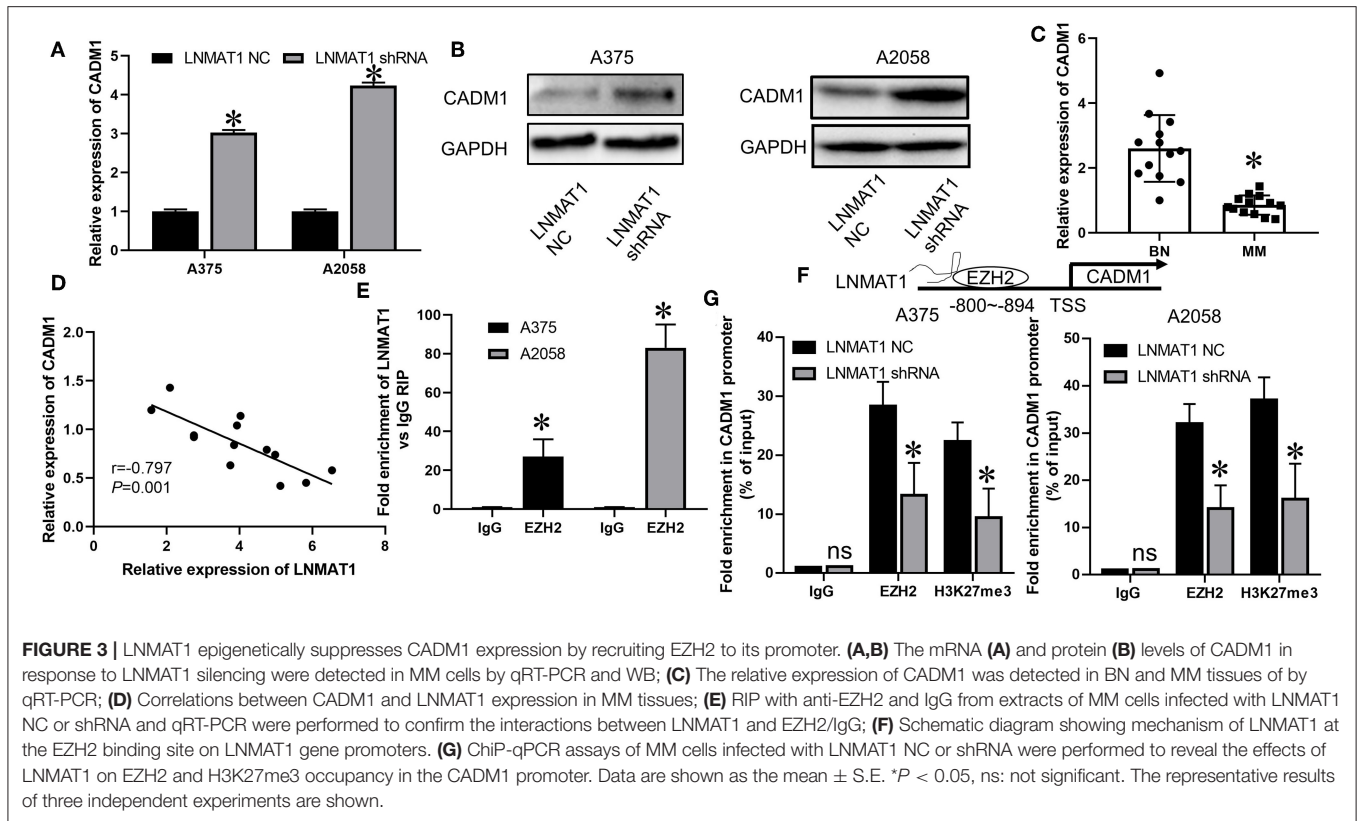 A
LNMAT1 NC
LNMAT1 shRNA
Relative expression of CADM1
5
4
3
2
1
0
*
*
A375
A2058
B
A375
A2058
CADM1
GAPDH
CADM1
GAPDH
LNMAT1
NC
LNMAT1
shRNA
LNMAT1
NC
LNMAT1
shRNA
C
Relative expression of CADM1
6
4
2
0
*
BN
MM
D
Relative expression of CADM1
2.0
1.5
1.0
0.5
0.0
r=-0.797
P=0.001
0
2
4
6
8
Relative expression of LNMAT1
E
Fold enrichment of LNMAT1
vs IgG RIP
100
80
60
40
20
0
A375
A2058
*
*
IgG
EZH2
IgG
EZH2
F
LNMAT1
EZH2
CADM1
-800~-894
TSS
G
A375
Fold enrichment in CADM1 promoter
(% of input)
40
30
20
10
0
LNMAT1 NC
LNMAT1 shRNA
ns
*
*
IgG
EZH2
H3K27me3
A2058
Fold enrichment in CADM1 promoter
(% of input)
50
40
30
20
10
0
LNMAT1 NC
LNMAT1 shRNA
ns
*
*
IgG
EZH2
H3K27me3
FIGURE 3 | LNMAT1 epigenetically suppresses CADM1 expression by recruiting EZH2 to its promoter. (A,B) The mRNA (A) and protein (B) levels of CADM1 in
response to LNMAT1 silencing were detected in MM cells by qRT-PCR and WB; (C) The relative expression of CADM1 was detected in BN and MM tissues of by
qRT-PCR; (D) Correlations between CADM1 and LNMAT1 expression in MM tissues; (E) RIP with anti-EZH2 and IgG from extracts of MM cells infected with LNMAT1
NC or shRNA and qRT-PCR were performed to confirm the interactions between LNMAT1 and EZH2/IgG; (F) Schematic diagram showing mechanism of LNMAT1 at
the EZH2 binding site on LNMAT1 gene promoters. (G) ChiP-qPCR assays of MM cells infected with LNMAT1 NC or shRNA were performed to reveal the effects of
LNMAT1 on EZH2 and H3K27me3 occupancy in the CADM1 promoter. Data are shown as the mean ± S.E. *P < 0.05, ns: not significant. The representative results
of three independent experiments are shown.